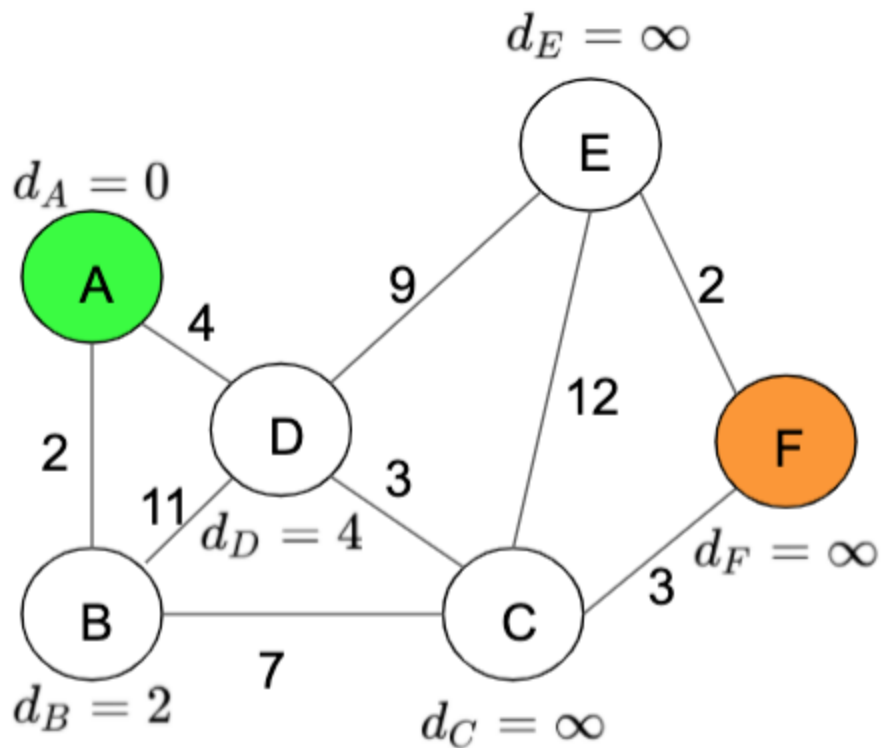 d_E = ∞
E
d_A = 0
A
4
9
2
12
D
2
3
F
11
d_D = 4
d_F = ∞
3
B
C
7
d_B = 2
d_C = ∞